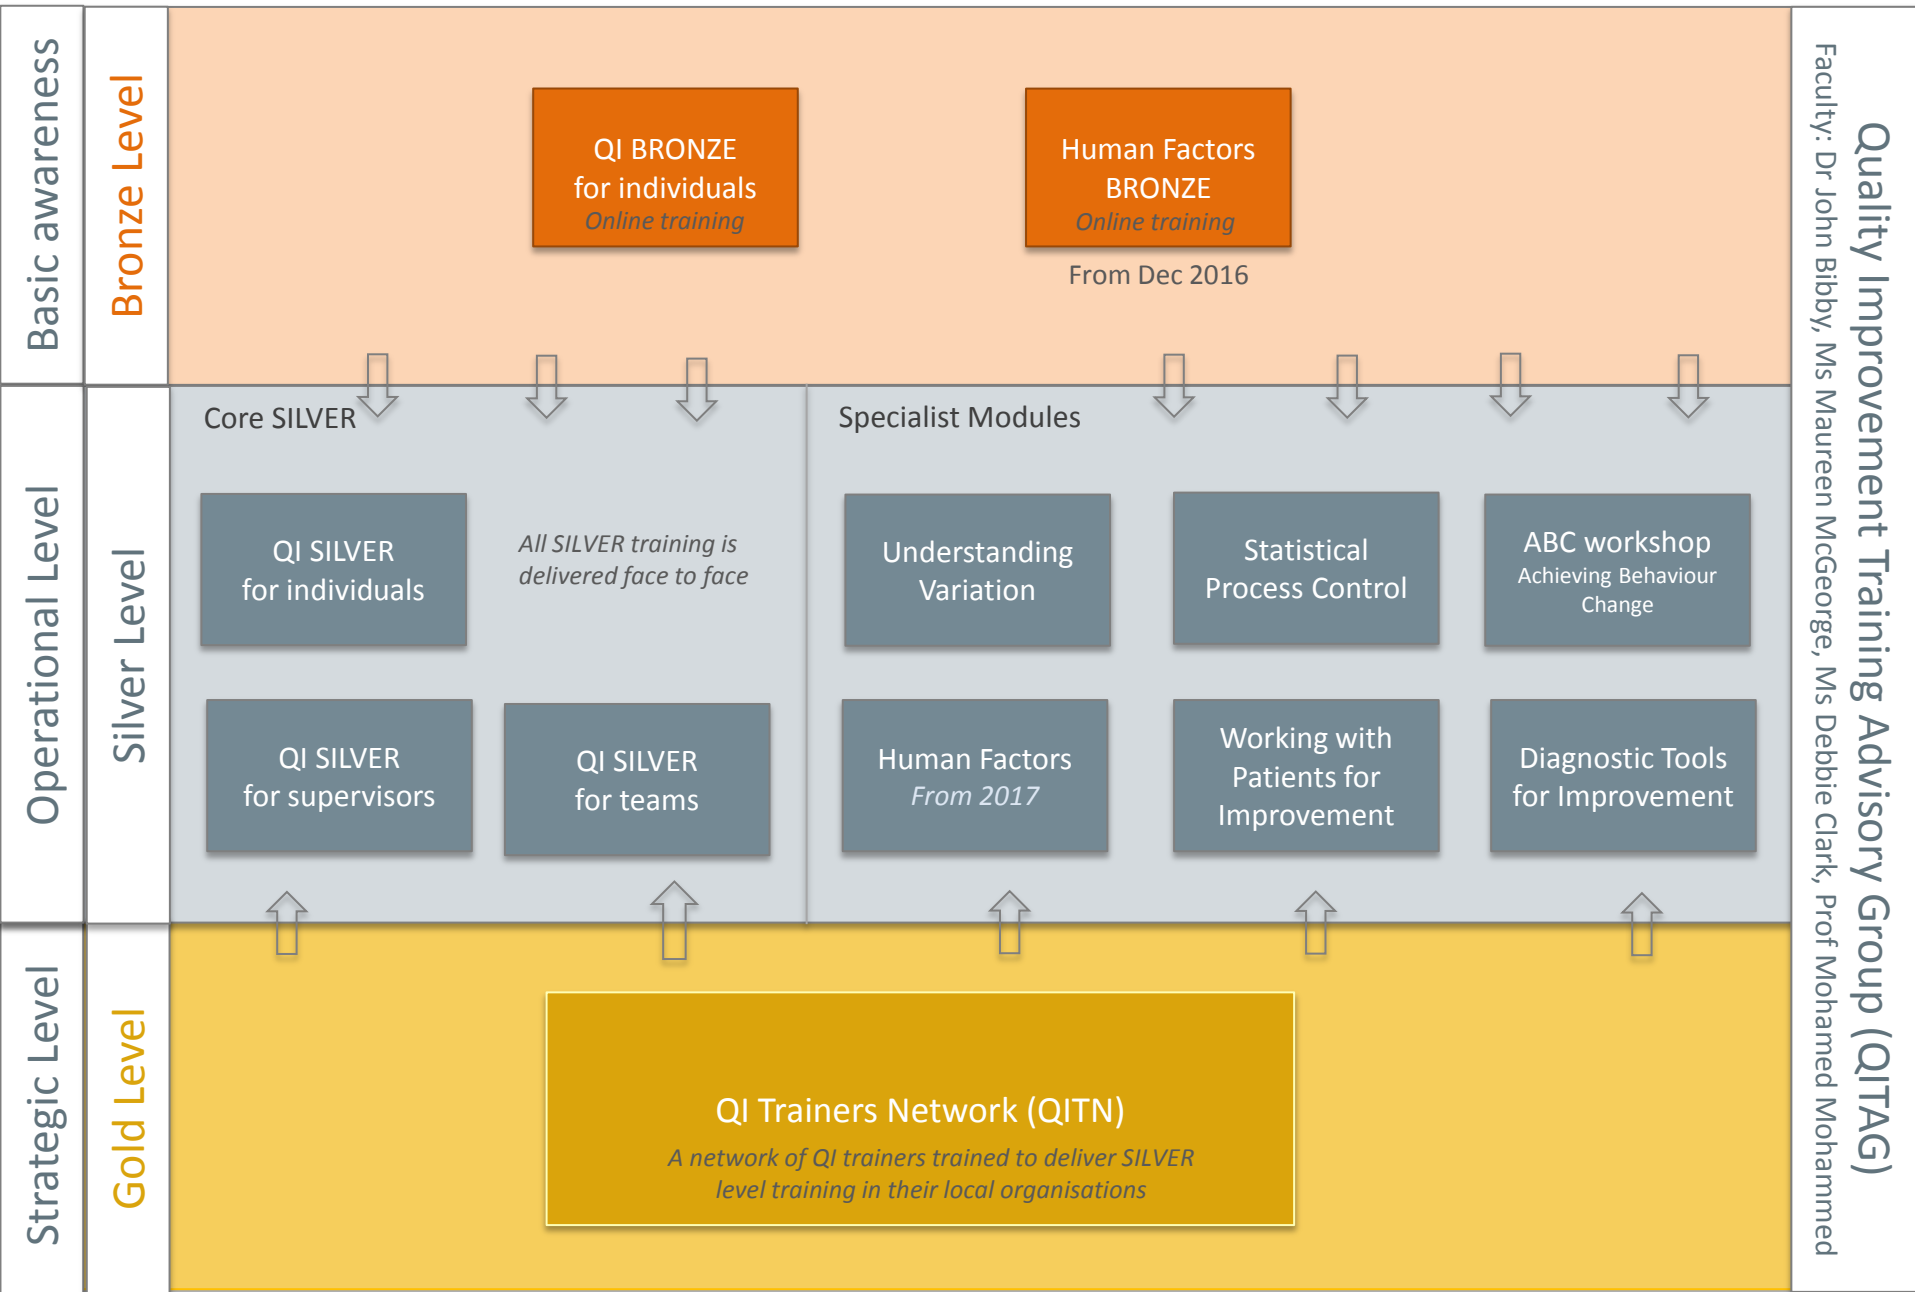 Basic awareness
Bronze Level
QI BRONZE
for individuals
Online training
Human Factors
BRONZE
Online training
From Dec 2016
Operational Level
Silver Level
Core SILVER
QI SILVER
for individuals
All SILVER training is
delivered face to face
QI SILVER
for supervisors
QI SILVER
for teams
Specialist Modules
Understanding
Variation
Statistical
Process Control
ABC workshop
Achieving Behaviour
Change
Human Factors
From 2017
Working with
Patients for
Improvement
Diagnostic Tools
for Improvement
Strategic Level
Gold Level
QI Trainers Network (QITN)
A network of QI trainers trained to deliver SILVER
level training in their local organisations
Quality Improvement Training Advisory Group (QITAG)
Faculty: Dr John Bibby, Ms Maureen McGeorge, Ms Debbie Clark, Prof Mohamed Mohammed